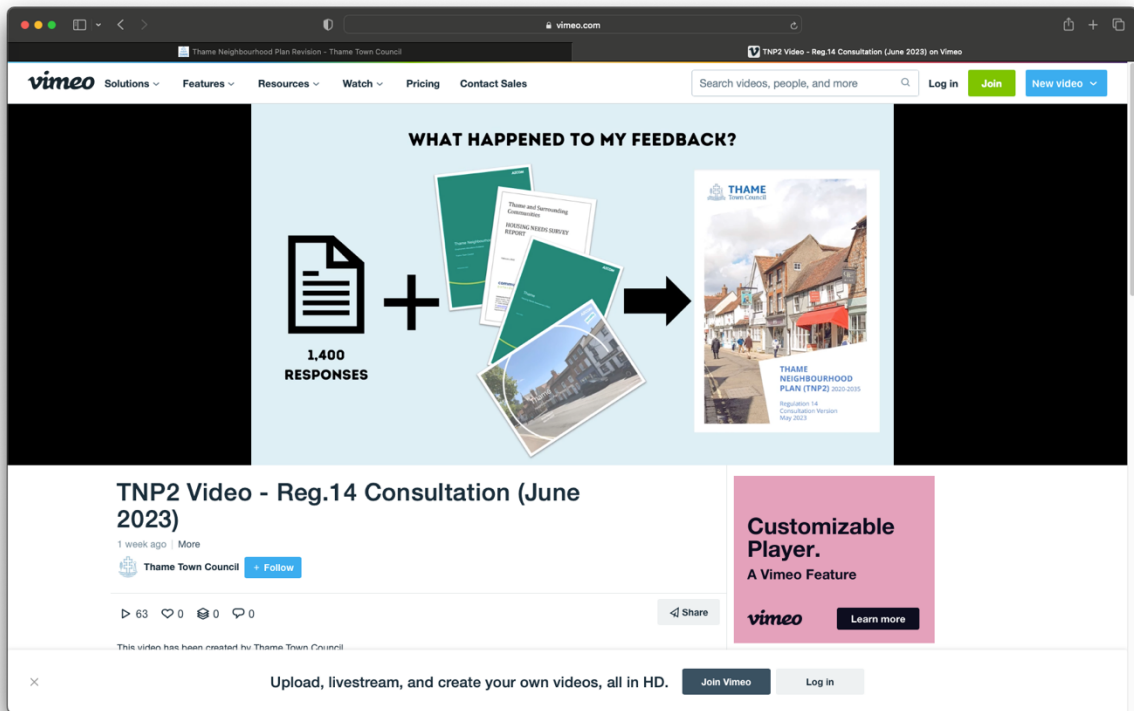 vimeo.com
Thame Neighbourhood Plan Revision - Thame Town Council
TNP2 Video - Reg.14 Consultation (June 2023) on Vimeo
vimeo Solutions Features Resources Watch Pricing Contact Sales Search videos, people, and more Log in Join New video
WHAT HAPPENED TO MY FEEDBACK?
1,400
RESPONSES
AECOM
Thame and Surrounding
Communities
HOUSING NEEDS SURVEY
REPORT
THAME
Town Council
THAME
NEIGHBOURHOOD
PLAN (TNP2) 2020-2035
Regulation 14
Consultation Version
May 2023
TNP2 Video - Reg.14 Consultation (June
2023)
1 week ago | More
Thame Town Council + Follow
63 0 0 0
Share
This video has been created by Thame Town Council
Customizable
Player.
A Vimeo Feature
vimeo Learn more
Upload, livestream, and create your own videos, all in HD. Join Vimeo Log in